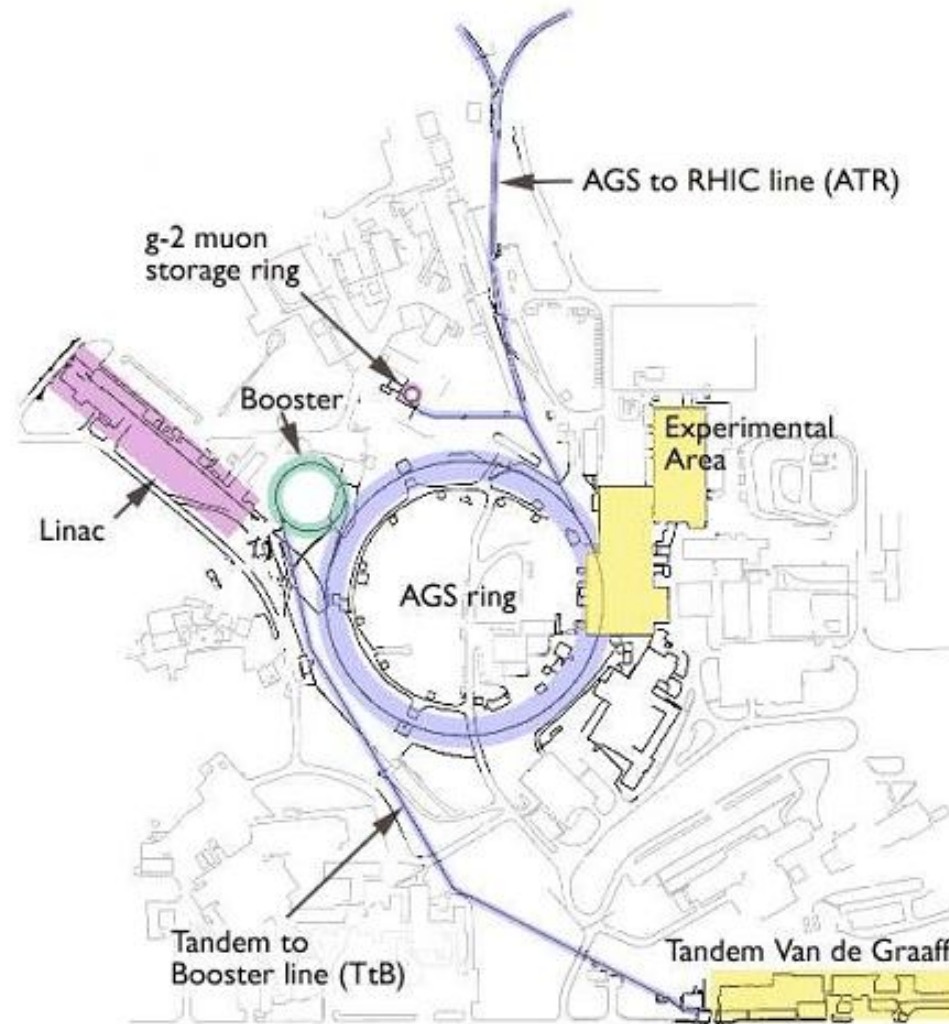 AGS to RHIC line (ATR)
g-2 muon
storage ring
Booster
Experimental
Area
Linac
AGS ring
Tandem to
Booster line (TtB)
Tandem Van de Graaff